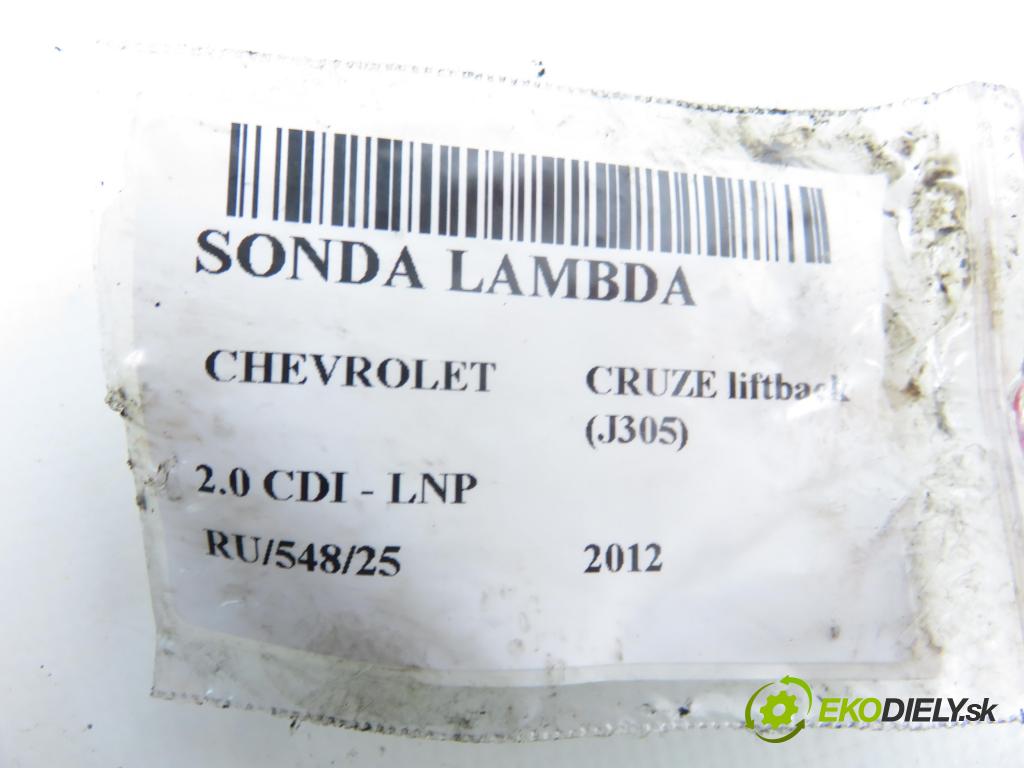 SONDA LAMBDA
CHEVROLET CRUZE liftback
(J305)
2.0 CDI - LNP
RU/548/25 2012
EKODIELY.sk